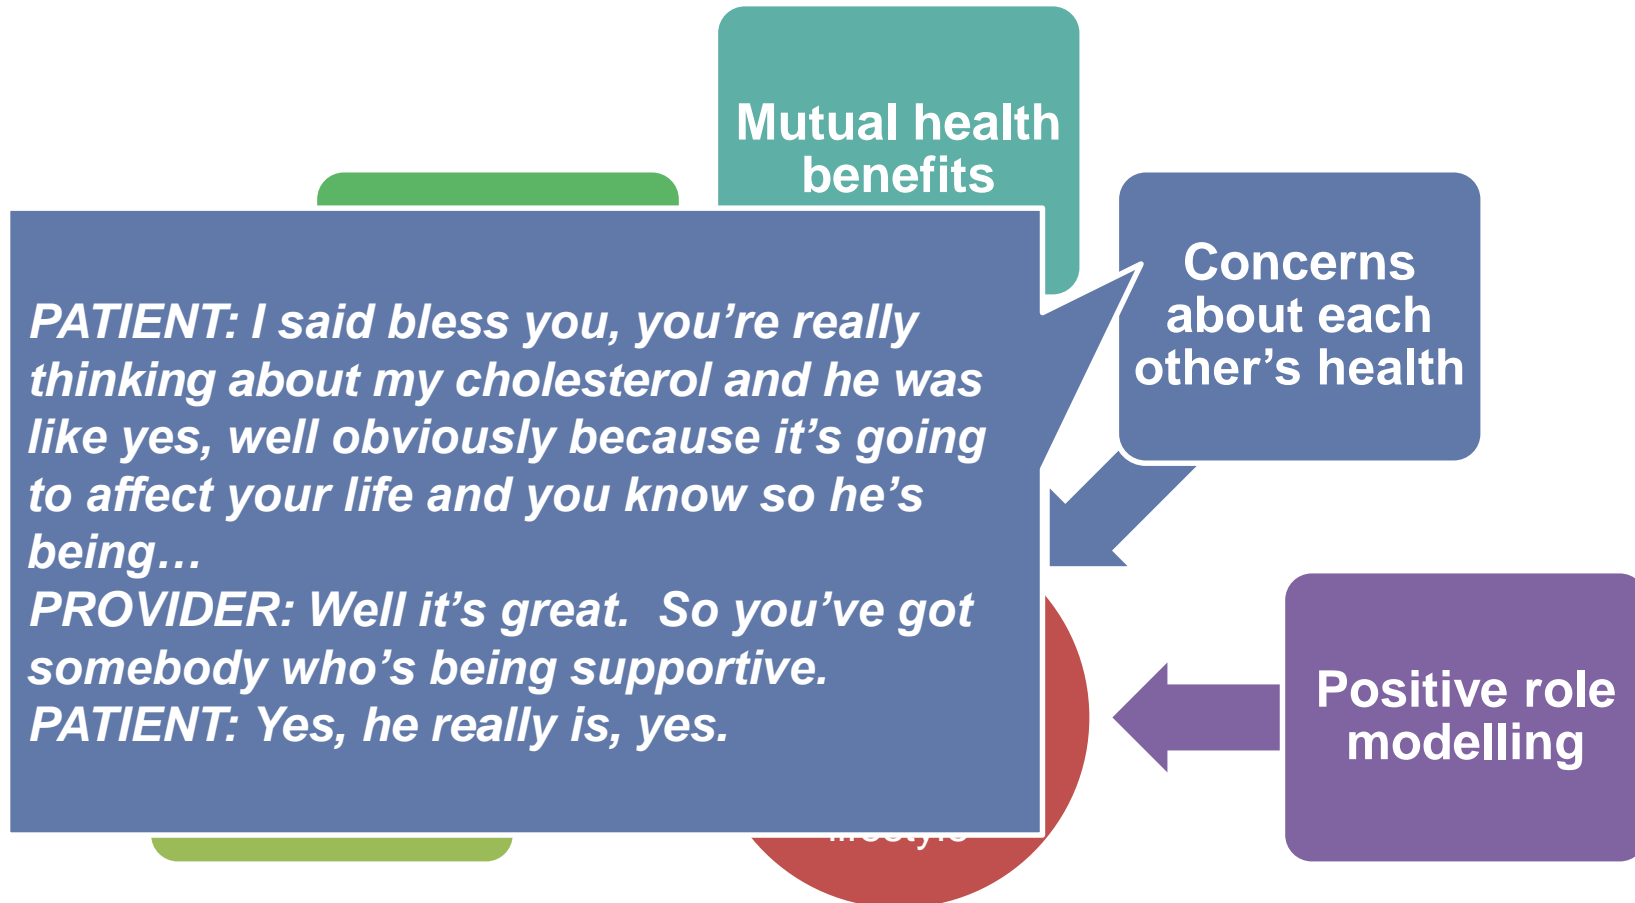 Mutual health
benefits
Concerns
about each
other’s health
PATIENT: I said bless you, you’re really
thinking about my cholesterol and he was
like yes, well obviously because it’s going
to affect your life and you know so he’s
being…
PROVIDER: Well it’s great.  So you’ve got
somebody who’s being supportive.
PATIENT: Yes, he really is, yes.
Positive role
modelling
lifestyle